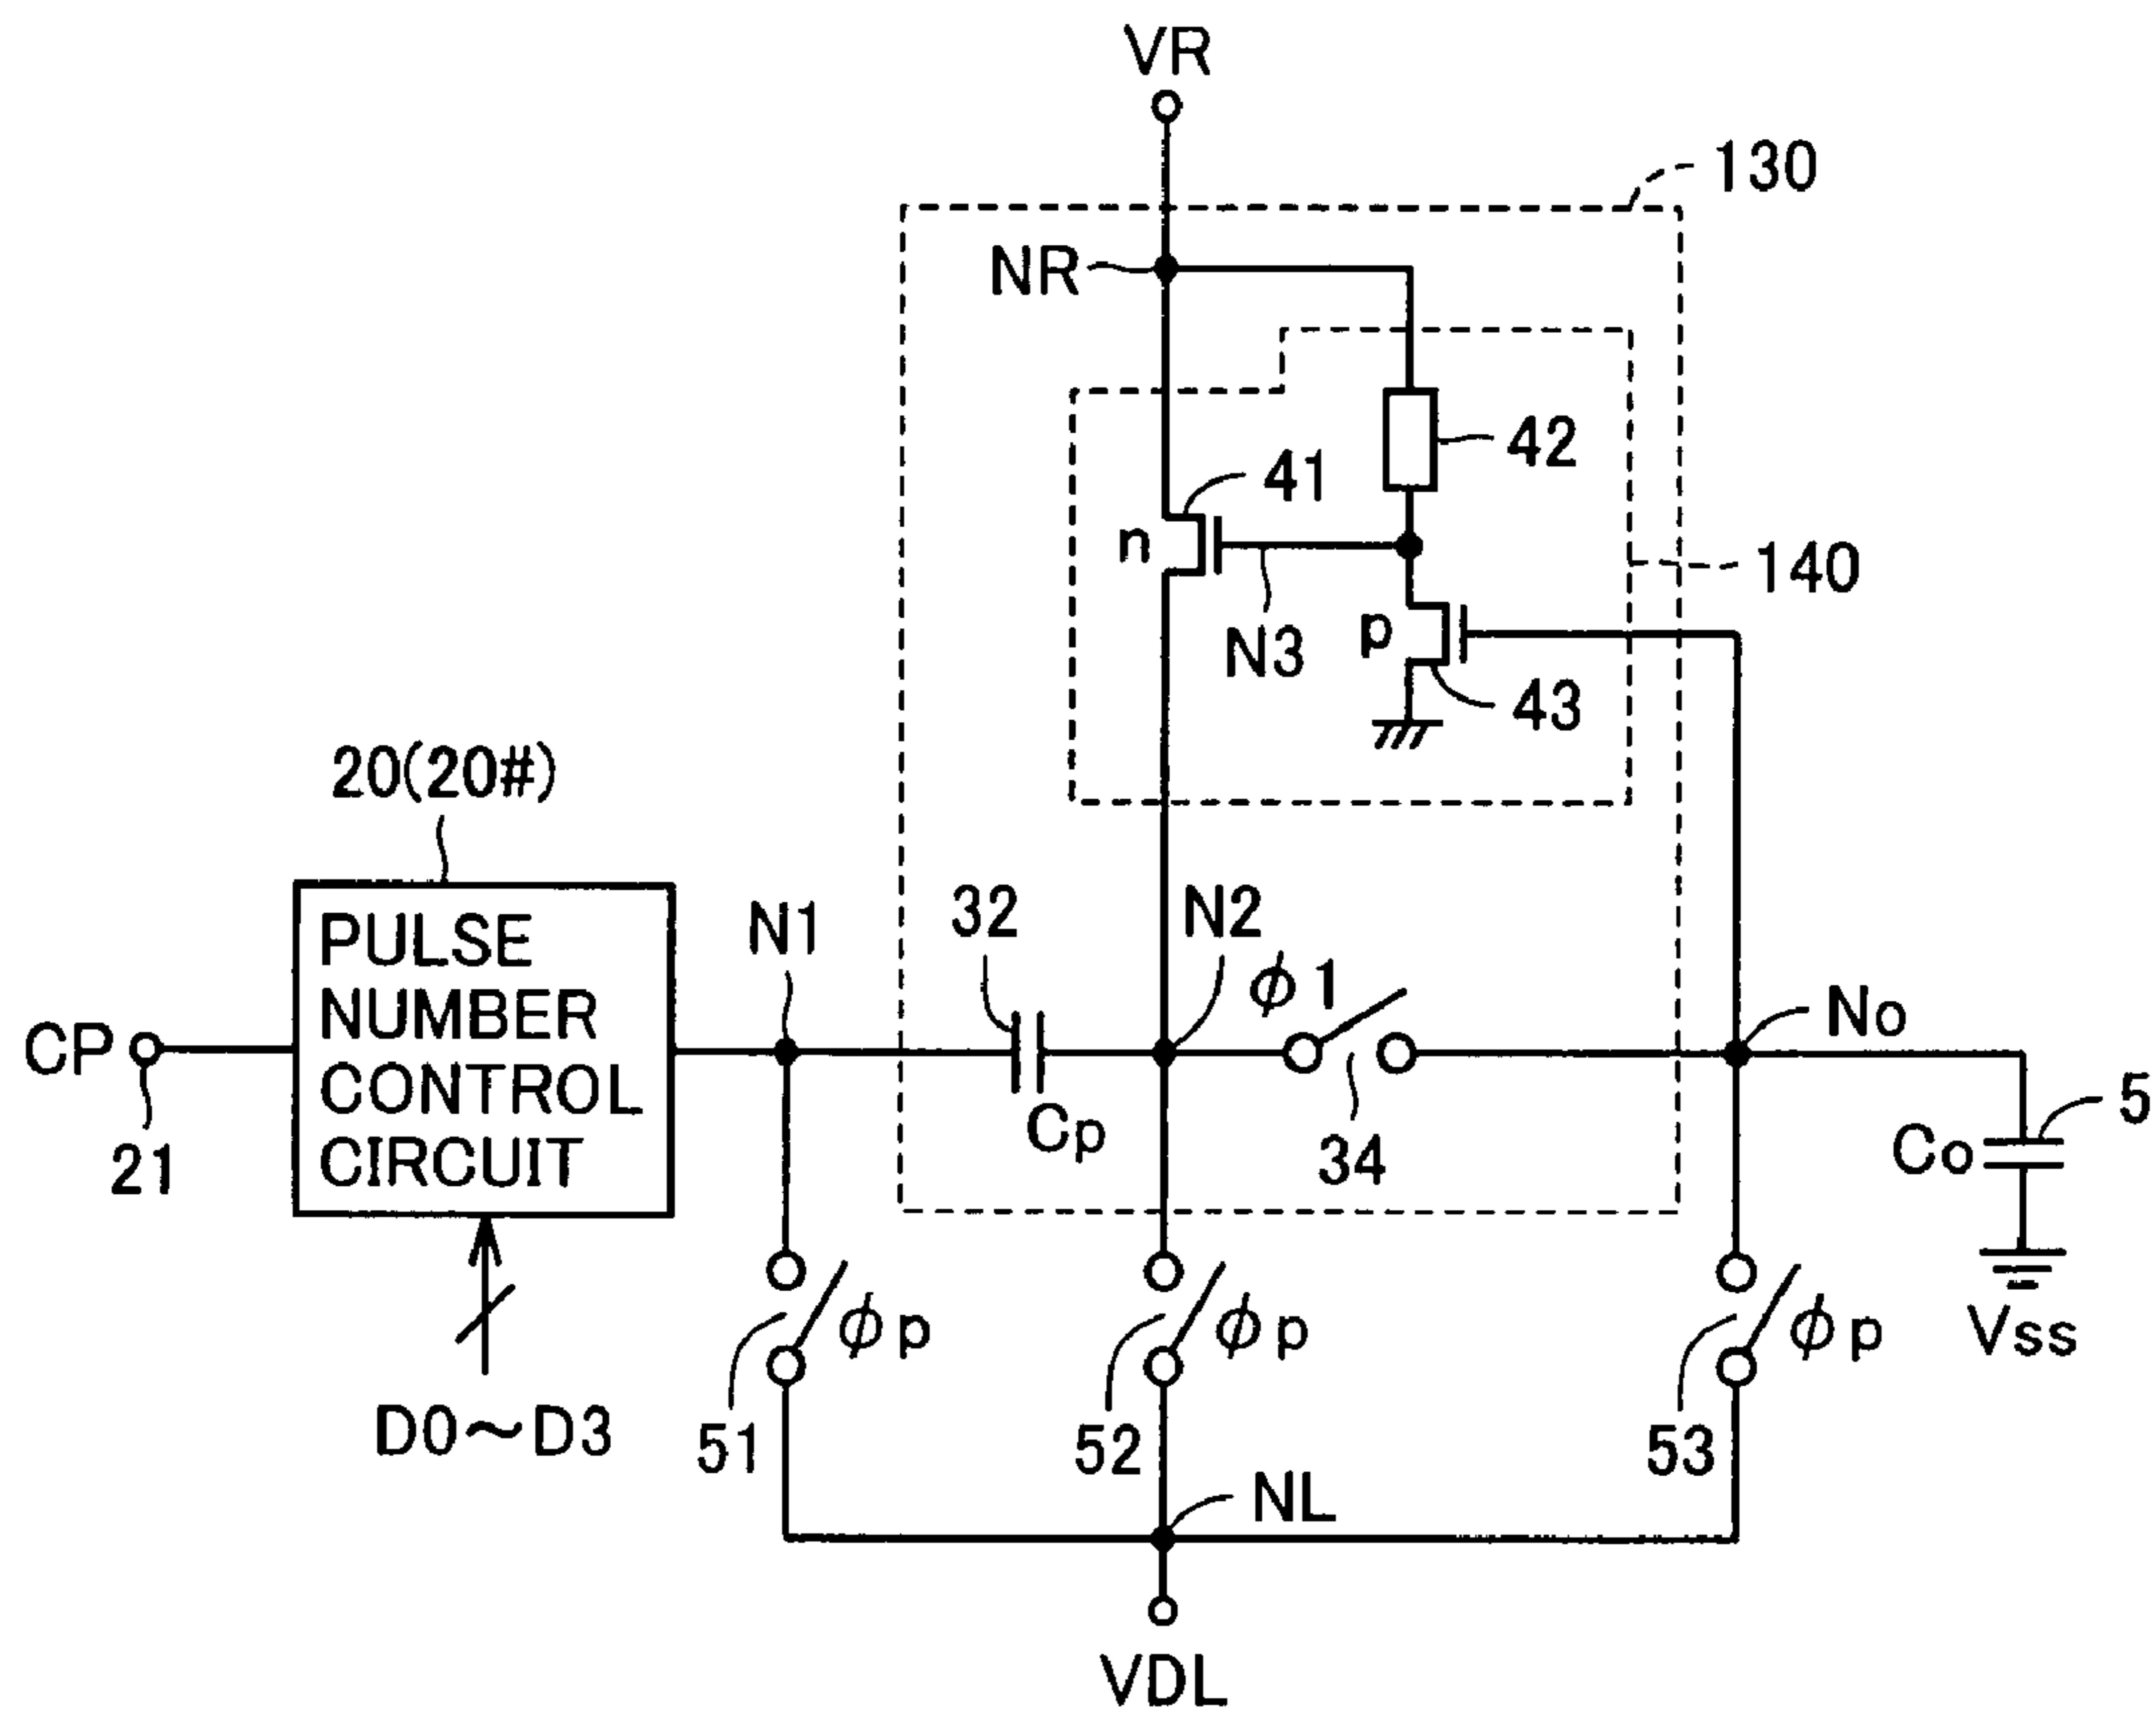 VR
130
NR
42
41
n
140
N3
p
43
20(20#)
PULSE
NUMBER
CONTROL
CIRCUIT
N1
32
N2
ϕ1
No
CP
21
Cp
34
Co
5
ϕp
ϕp
ϕp
Vss
D0~D3
51
52
53
NL
VDL